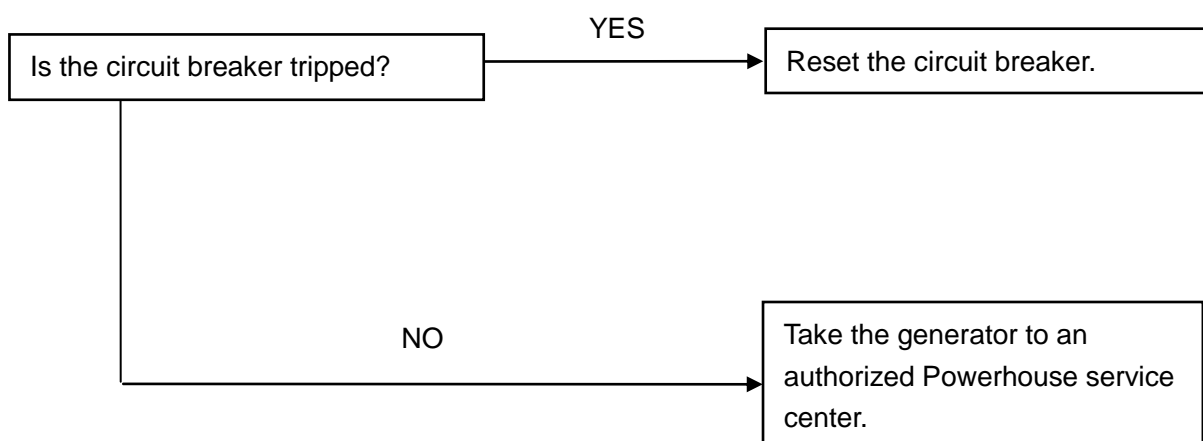 YES
Is the circuit breaker tripped?
Reset the circuit breaker.
NO
Take the generator to an
authorized Powerhouse service
center.